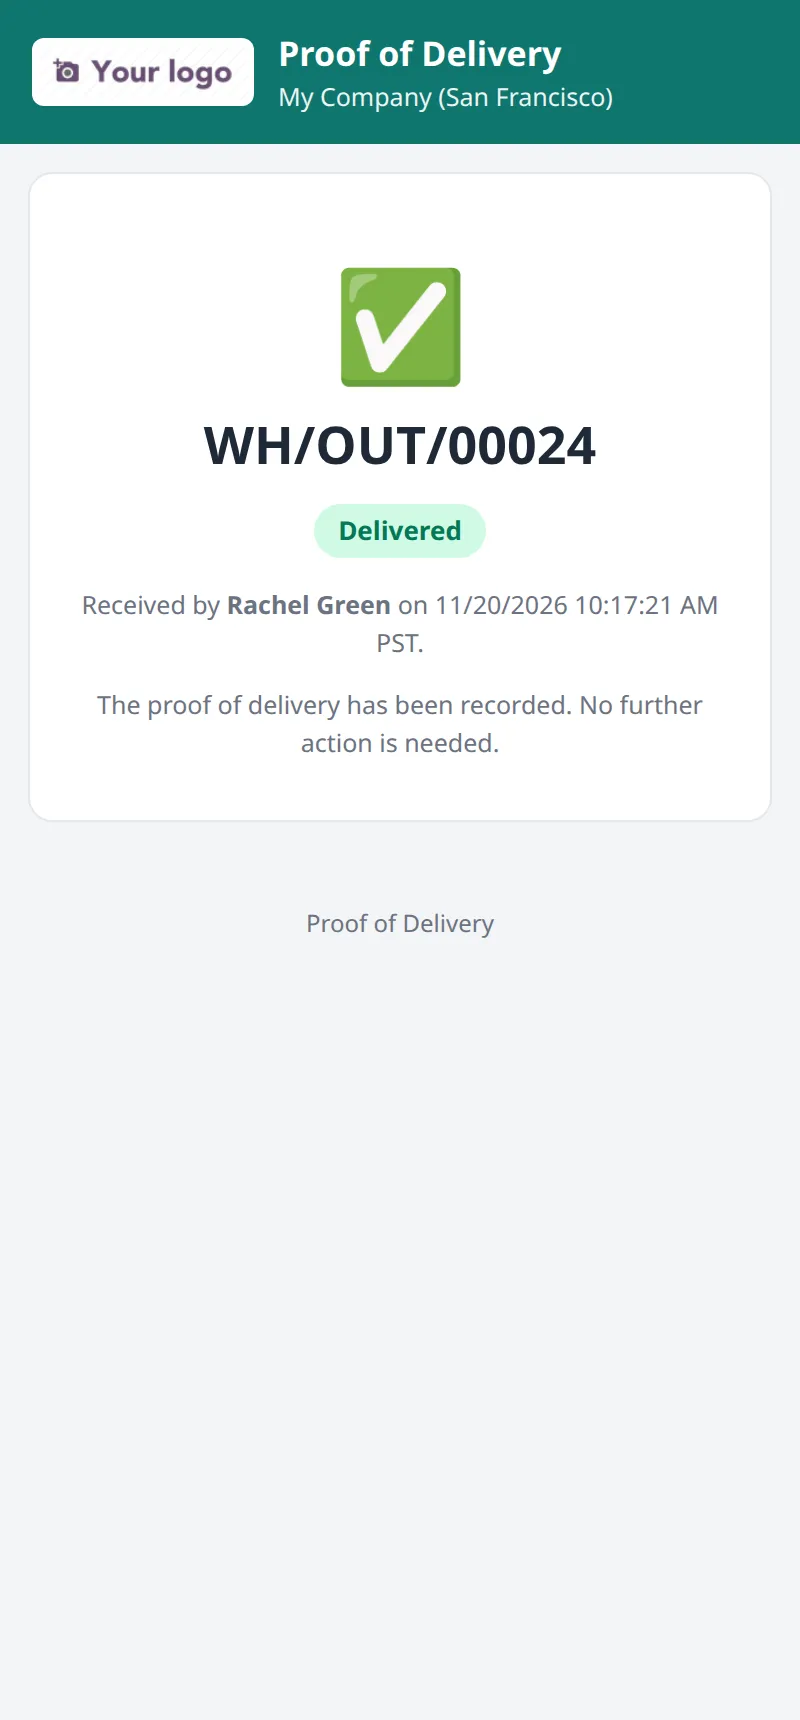 Your logo
Proof of Delivery
My Company (San Francisco)
WH/OUT/00024
Delivered
Received by Rachel Green on 11/20/2026 10:17:21 AM
PST.
The proof of delivery has been recorded. No further
action is needed.
Proof of Delivery